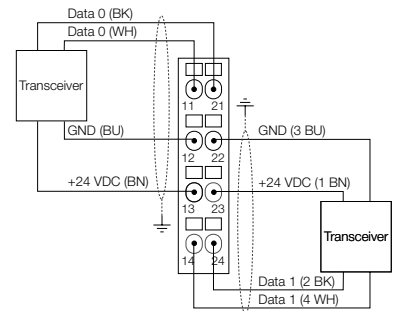 Data 0 (BK)
Data 0 (WH)
Transceiver
11 21
GND (BU)
GND (3 BU)
12 22
+24 VDC (BN)
+24 VDC (1 BN)
13 23
Transceiver
14 24
Data 1 (2 BK)
Data 1 (4 WH)